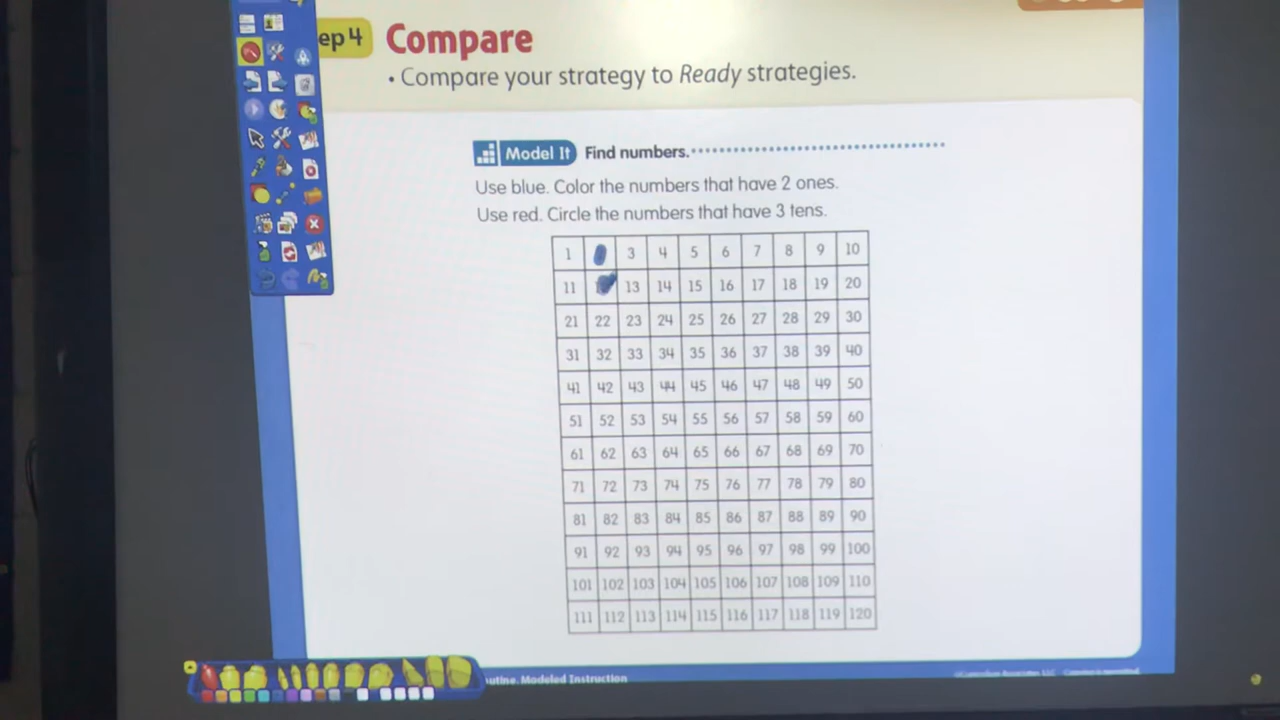 ep 4 Compare
• Compare your strategy to Ready strategies.
Model It Find numbers.
Use blue. Color the numbers that have 2 ones.
Use red. Circle the numbers that have 3 tens.
1 3 4 5 6 7 8 9 10
11 13 14 15 16 17 18 19 20
21 22 23 24 25 26 27 28 29 30
31 32 33 34 35 36 37 38 39 40
41 42 43 44 45 46 47 48 49 50
51 52 53 54 55 56 57 58 59 60
61 62 63 64 65 66 67 68 69 70
71 72 73 74 75 76 77 78 79 80
81 82 83 84 85 86 87 88 89 90
91 92 93 94 95 96 97 98 99 100
101 102 103 104 105 106 107 108 109 110
111 112 113 114 115 116 117 118 119 120
utine, Modeled Instruction